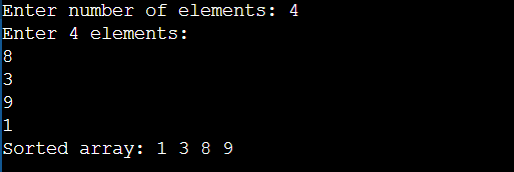 Enter number of elements: 4
Enter 4 elements:
8
3
9
1
Sorted array: 1 3 8 9